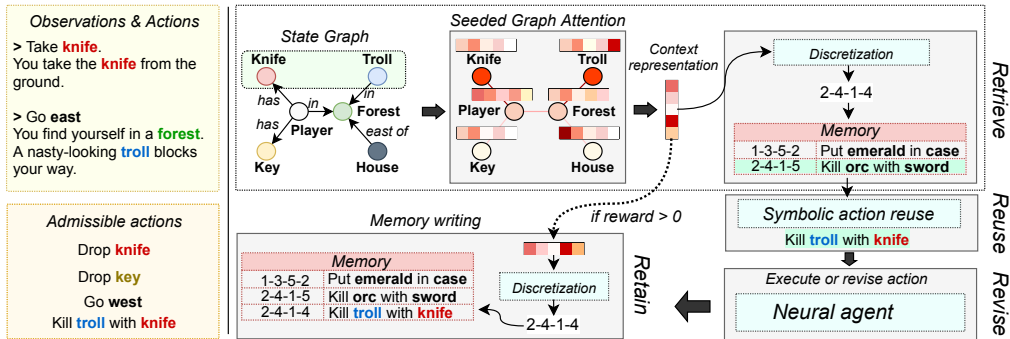 Observations & Actions
> Take knife.
You take the knife from the
ground.
> Go east
You find yourself in a forest.
A nasty-looking troll blocks
your way.
Admissible actions
Drop knife
Drop key
Go west
Kill troll with knife
State Graph
Knife
Troll
has
in
in
Player
Forest
has
east of
Key
House
Seeded Graph Attention
Knife
Troll
Player
Forest
Key
House
Context
representation
Discretization
2-4-1-4
Memory
1-3-5-2 Put emerald in case
2-4-1-5 Kill orc with sword
Retrieve
Symbolic action reuse
Kill troll with knife
Reuse
Execute or revise action
Neural agent
Revise
Memory writing
if reward > 0
Memory
1-3-5-2 Put emerald in case
2-4-1-5 Kill orc with sword
2-4-1-4 Kill troll with knife
Discretization
2-4-1-4
Retain